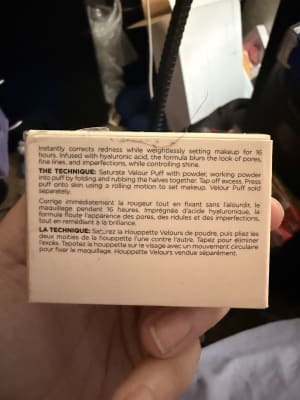 Instantly corrects redness while weightlessly setting makeup for 16
hours. Infused with hyaluronic acid, the formula blurs the look of pores,
fine lines, and imperfections, while controlling shine.
THE TECHNIQUE: Saturate Velour Puff with powder, working powder
into puff by folding and rubbing the halves together. Tap off excess. Press
puff onto skin using a rolling motion to set makeup. Velour Puff sold
separately.
Corrige immédiatement la rougeur tout en fixant sans l'alourdir, le
maquillage pendant 16 heures. Imprégnée d'acide hyaluronique, la
formule floute l'apparence des pores, des ridules et des imperfections,
tout en remédiant à la brillance.
LA TECHNIQUE: Saturez la Houppette Velours de poudre, puis pliez les
deux moitiés de la houppette l'une contre l'autre. Tapez pour éliminer
l'excès. Tapotez la houppette sur le visage avec un mouvement circulaire
pour fixer le maquillage. Houppette Velours vendue séparément.